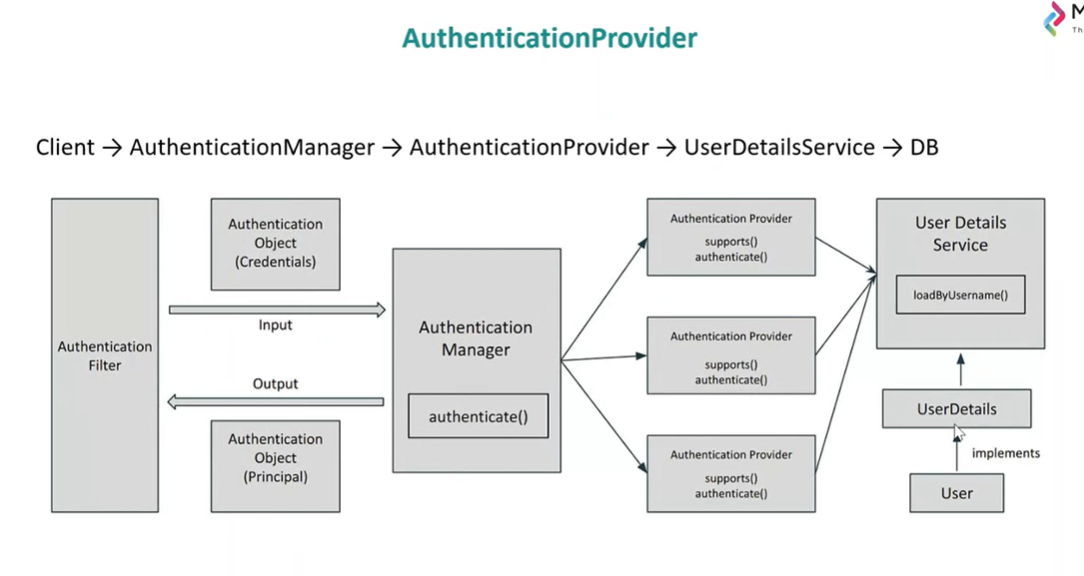 AuthenticationProvider
M
Th
Client → AuthenticationManager → AuthenticationProvider → UserDetailsService → DB
Authentication
Filter
Authentication
Object
(Credentials)
Input
Output
Authentication
Object
(Principal)
Authentication
Manager
authenticate()
Authentication Provider
supports()
authenticate()
Authentication Provider
supports()
authenticate()
Authentication Provider
supports()
authenticate()
User Details
Service
loadByUsername()
UserDetails
implements
User